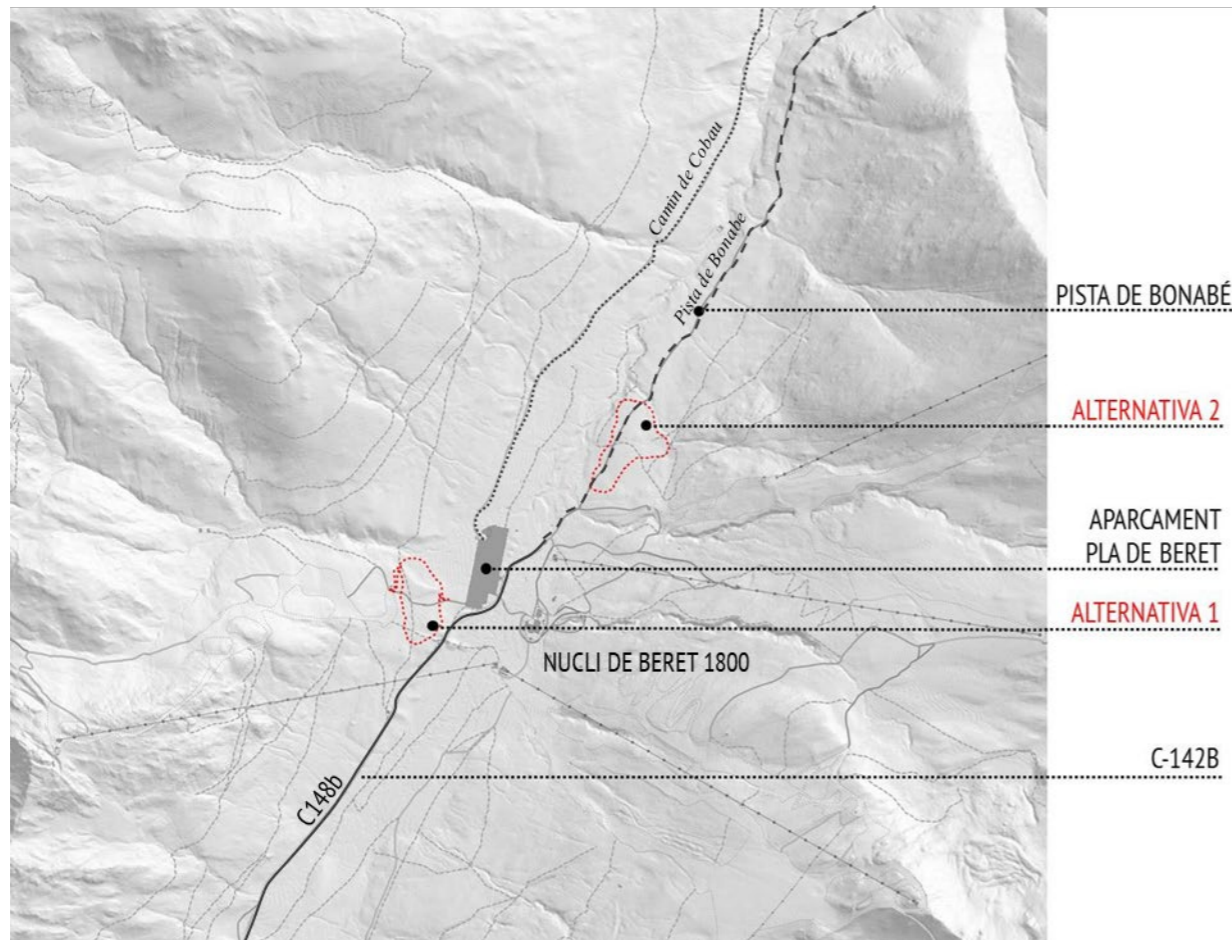 Camin de Cobau
Pista de Bonabe
PISTA DE BONABÉ
ALTERNATIVA 2
APARCAMENT
PLA DE BERET
ALTERNATIVA 1
NUCLI DE BERET 1800
C-142B
C148b